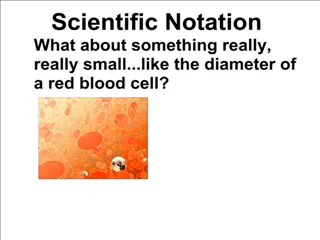 Scientific Notation
What about something really,
really small...like the diameter of
a red blood cell?